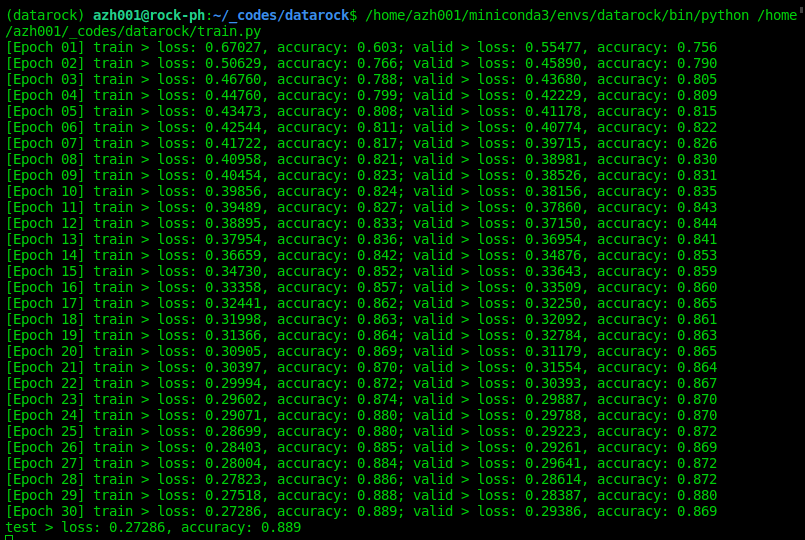 (datarock) azh001@rock-ph:~/_codes/datarock$ /home/azh001/miniconda3/envs/datarock/bin/python /home
/azh001/_codes/datarock/train.py
[Epoch 01] train > loss: 0.67027, accuracy: 0.603; valid > loss: 0.55477, accuracy: 0.756
[Epoch 02] train > loss: 0.50629, accuracy: 0.766; valid > loss: 0.45890, accuracy: 0.790
[Epoch 03] train > loss: 0.46760, accuracy: 0.788; valid > loss: 0.43680, accuracy: 0.805
[Epoch 04] train > loss: 0.44760, accuracy: 0.799; valid > loss: 0.42229, accuracy: 0.809
[Epoch 05] train > loss: 0.43473, accuracy: 0.808; valid > loss: 0.41178, accuracy: 0.815
[Epoch 06] train > loss: 0.42544, accuracy: 0.811; valid > loss: 0.40774, accuracy: 0.822
[Epoch 07] train > loss: 0.41722, accuracy: 0.817; valid > loss: 0.39715, accuracy: 0.826
[Epoch 08] train > loss: 0.40958, accuracy: 0.821; valid > loss: 0.38981, accuracy: 0.830
[Epoch 09] train > loss: 0.40454, accuracy: 0.823; valid > loss: 0.38526, accuracy: 0.831
[Epoch 10] train > loss: 0.39856, accuracy: 0.824; valid > loss: 0.38156, accuracy: 0.835
[Epoch 11] train > loss: 0.39489, accuracy: 0.827; valid > loss: 0.37860, accuracy: 0.843
[Epoch 12] train > loss: 0.38895, accuracy: 0.833; valid > loss: 0.37150, accuracy: 0.844
[Epoch 13] train > loss: 0.37954, accuracy: 0.836; valid > loss: 0.36954, accuracy: 0.841
[Epoch 14] train > loss: 0.36659, accuracy: 0.842; valid > loss: 0.34876, accuracy: 0.853
[Epoch 15] train > loss: 0.34730, accuracy: 0.852; valid > loss: 0.33643, accuracy: 0.859
[Epoch 16] train > loss: 0.33358, accuracy: 0.857; valid > loss: 0.33509, accuracy: 0.860
[Epoch 17] train > loss: 0.32441, accuracy: 0.862; valid > loss: 0.32250, accuracy: 0.865
[Epoch 18] train > loss: 0.31998, accuracy: 0.863; valid > loss: 0.32092, accuracy: 0.861
[Epoch 19] train > loss: 0.31366, accuracy: 0.864; valid > loss: 0.32784, accuracy: 0.863
[Epoch 20] train > loss: 0.30905, accuracy: 0.869; valid > loss: 0.31179, accuracy: 0.865
[Epoch 21] train > loss: 0.30397, accuracy: 0.870; valid > loss: 0.31554, accuracy: 0.864
[Epoch 22] train > loss: 0.29994, accuracy: 0.872; valid > loss: 0.30393, accuracy: 0.867
[Epoch 23] train > loss: 0.29602, accuracy: 0.874; valid > loss: 0.29887, accuracy: 0.870
[Epoch 24] train > loss: 0.29071, accuracy: 0.880; valid > loss: 0.29788, accuracy: 0.870
[Epoch 25] train > loss: 0.28699, accuracy: 0.880; valid > loss: 0.29223, accuracy: 0.872
[Epoch 26] train > loss: 0.28403, accuracy: 0.885; valid > loss: 0.29261, accuracy: 0.869
[Epoch 27] train > loss: 0.28004, accuracy: 0.884; valid > loss: 0.29641, accuracy: 0.872
[Epoch 28] train > loss: 0.27823, accuracy: 0.886; valid > loss: 0.28614, accuracy: 0.872
[Epoch 29] train > loss: 0.27518, accuracy: 0.888; valid > loss: 0.28387, accuracy: 0.880
[Epoch 30] train > loss: 0.27286, accuracy: 0.889; valid > loss: 0.29386, accuracy: 0.869
test > loss: 0.27286, accuracy: 0.889